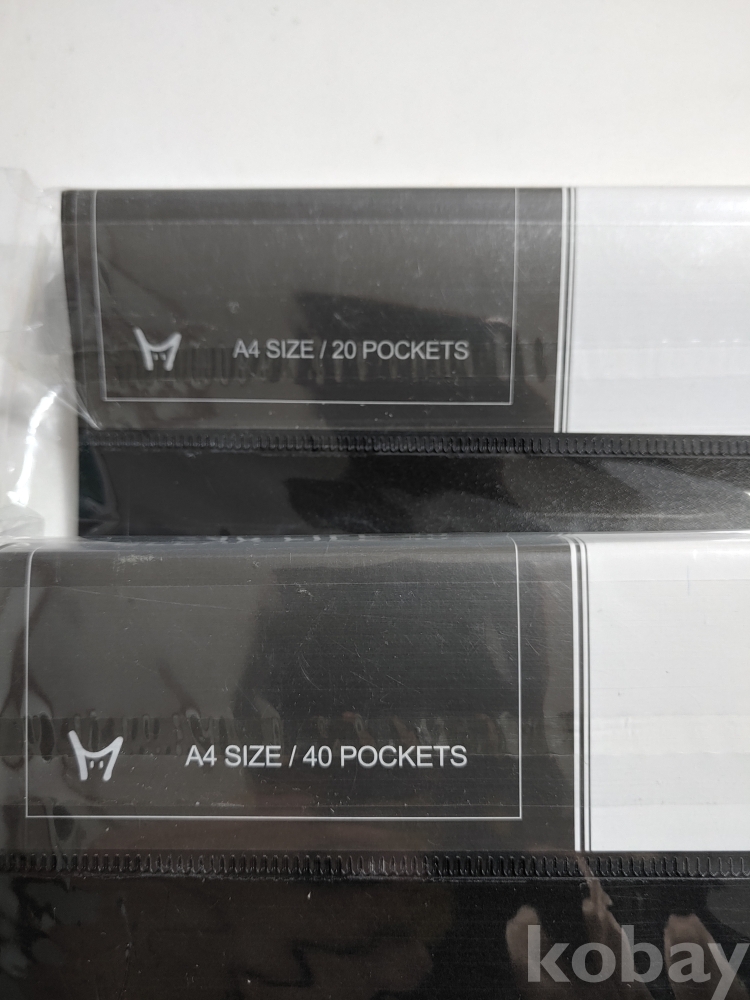 A4 SIZE / 20 POCKETS
A4 SIZE / 40 POCKETS
kobay